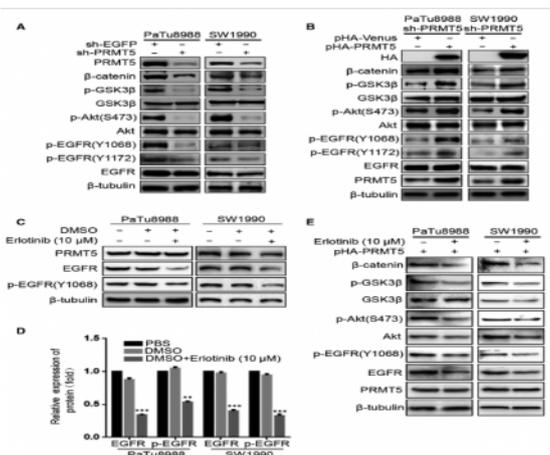 A
PaTu8988 SW1990
sh-EGFP + - + -
sh-PRMT5 - + - +
PRMT5
β-catenin
p-GSK3β
GSK3β
p-Akt(S473)
Akt
p-EGFR(Y1068)
p-EGFR(Y1172)
EGFR
β-tubulin
B
PaTu8988 SW1990
sh-PRMT5 sh-PRMT5
pHA-Venus + - + -
pHA-PRMT5 - + - +
HA
β-catenin
p-GSK3β
GSK3β
p-Akt(S473)
Akt
p-EGFR(Y1068)
p-EGFR(Y1172)
EGFR
PRMT5
β-tubulin
C
PaTu8988 SW1990
DMSO - + + - + +
Erlotinib (10 μM) - - + - - +
PRMT5
EGFR
p-EGFR(Y1068)
β-tubulin
D
Relative expression of
protein (fold)
1.5
1.0
0.5
0.0
PBS
DMSO
DMSO+Erlotinib (10 μM)
*** ** *** ***
EGFR p-EGFR EGFR p-EGFR
PaTu8988 SW1990
E
PaTu8988 SW1990
Erlotinib (10 μM) - + - +
pHA-PRMT5 + + + +
β-catenin
p-GSK3β
GSK3β
p-Akt(S473)
Akt
p-EGFR(Y1068)
EGFR
PRMT5
β-tubulin